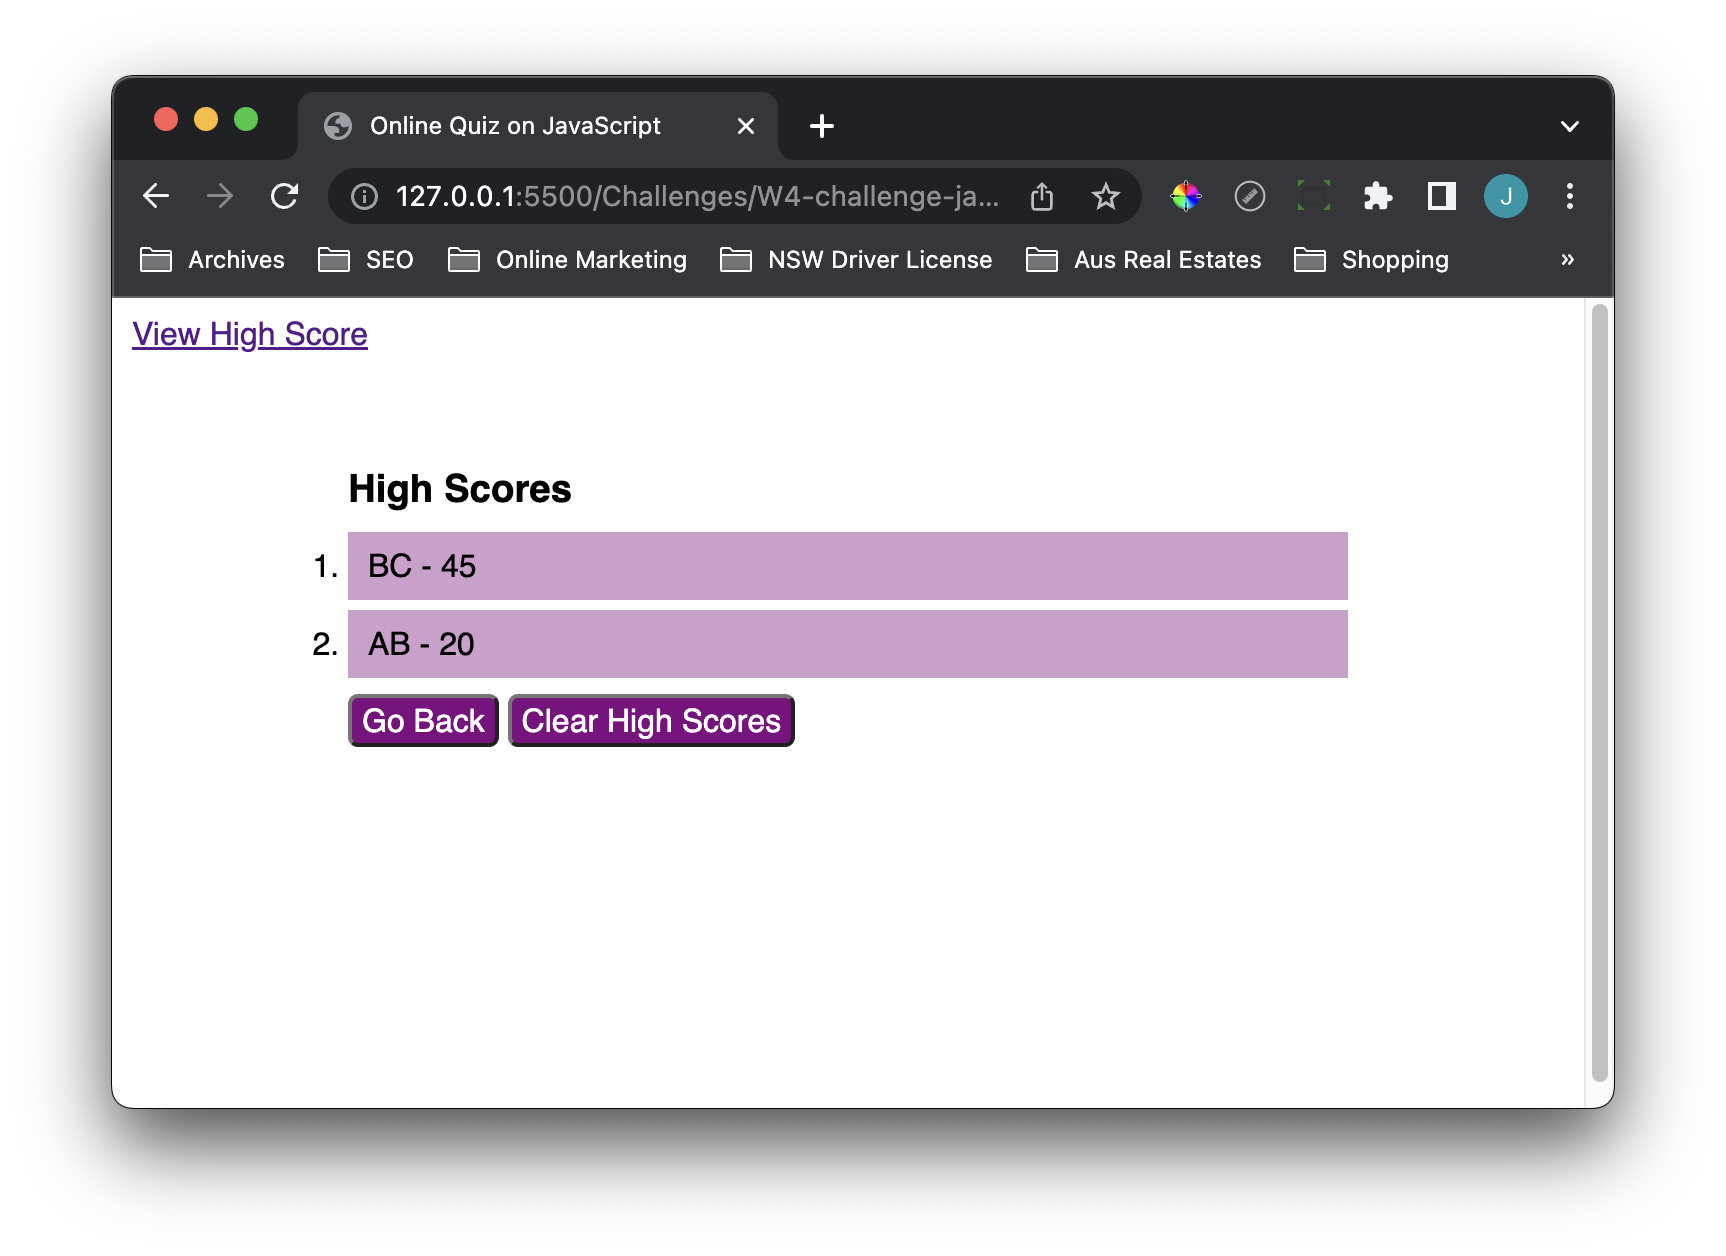 Online Quiz on JavaScript
127.0.0.1:5500/Challenges/W4-challenge-ja...
J
Archives SEO Online Marketing NSW Driver License Aus Real Estates Shopping »
View High Score
High Scores
1. BC - 45
2. AB - 20
Go Back Clear High Scores